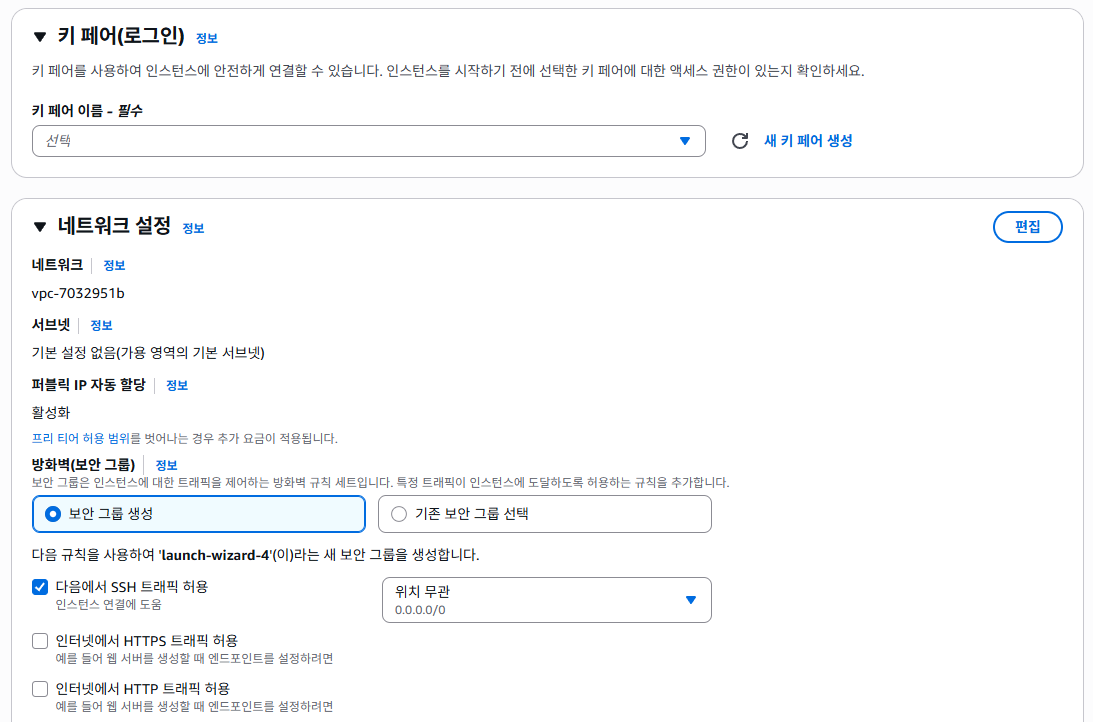 키 페어(로그인) 정보
키 페어를 사용하여 인스턴스에 안전하게 연결할 수 있습니다. 인스턴스를 시작하기 전에 선택한 키 페어에 대한 액세스 권한이 있는지 확인하세요.
키 페어 이름 - 필수
선택
새 키 페어 생성
네트워크 설정 정보
편집
네트워크 정보
vpc-7032951b
서브넷 정보
기본 설정 없음(가용 영역의 기본 서브넷)
퍼블릭 IP 자동 할당 정보
활성화
프리 티어 허용 범위를 벗어나는 경우 추가 요금이 적용됩니다.
방화벽(보안 그룹) 정보
보안 그룹은 인스턴스에 대한 트래픽을 제어하는 방화벽 규칙 세트입니다. 특정 트래픽이 인스턴스에 도달하도록 허용하는 규칙을 추가합니다.
보안 그룹 생성
기존 보안 그룹 선택
다음 규칙을 사용하여 'launch-wizard-4'(이)라는 새 보안 그룹을 생성합니다.
다음에서 SSH 트래픽 허용
인스턴스 연결에 도움
위치 무관
0.0.0.0/0
인터넷에서 HTTPS 트래픽 허용
예를 들어 웹 서버를 생성할 때 엔드포인트를 설정하려면
인터넷에서 HTTP 트래픽 허용
예를 들어 웹 서버를 생성할 때 엔드포인트를 설정하려면